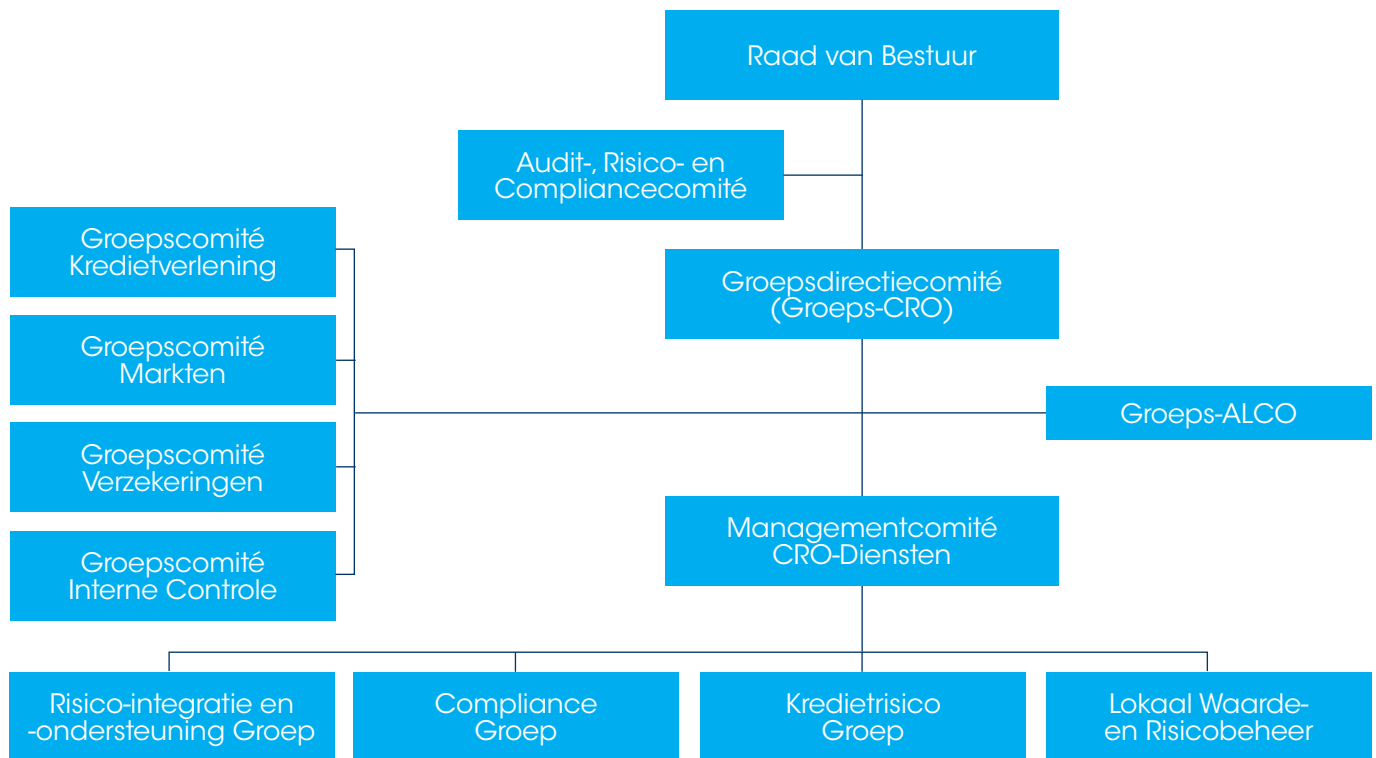 Raad van Bestuur
Audit-, Risico- en
Compliancecomité
Groepscomité
Kredietverlening
Groepsdirectiecomité
(Groeps-CRO)
Groepscomité
Markten
Groeps-ALCO
Groepscomité
Verzekeringen
Managementcomité
CRO-Diensten
Groepscomité
Interne Controle
Risico-integratie en
-ondersteuning Groep
Compliance
Groep
Kredietrisico
Groep
Lokaal Waarde-
en Risicobeheer